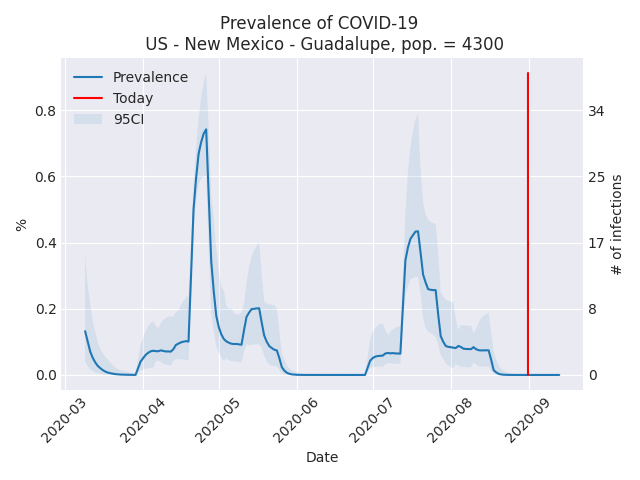 Prevalence of COVID-19
US - New Mexico - Guadalupe, pop. = 4300
Prevalence
Today
95CI
%
0.8
0.6
0.4
0.2
0.0
34
25
17
8
0
# of infections
2020-03
2020-04
2020-05
2020-06
2020-07
2020-08
2020-09
Date